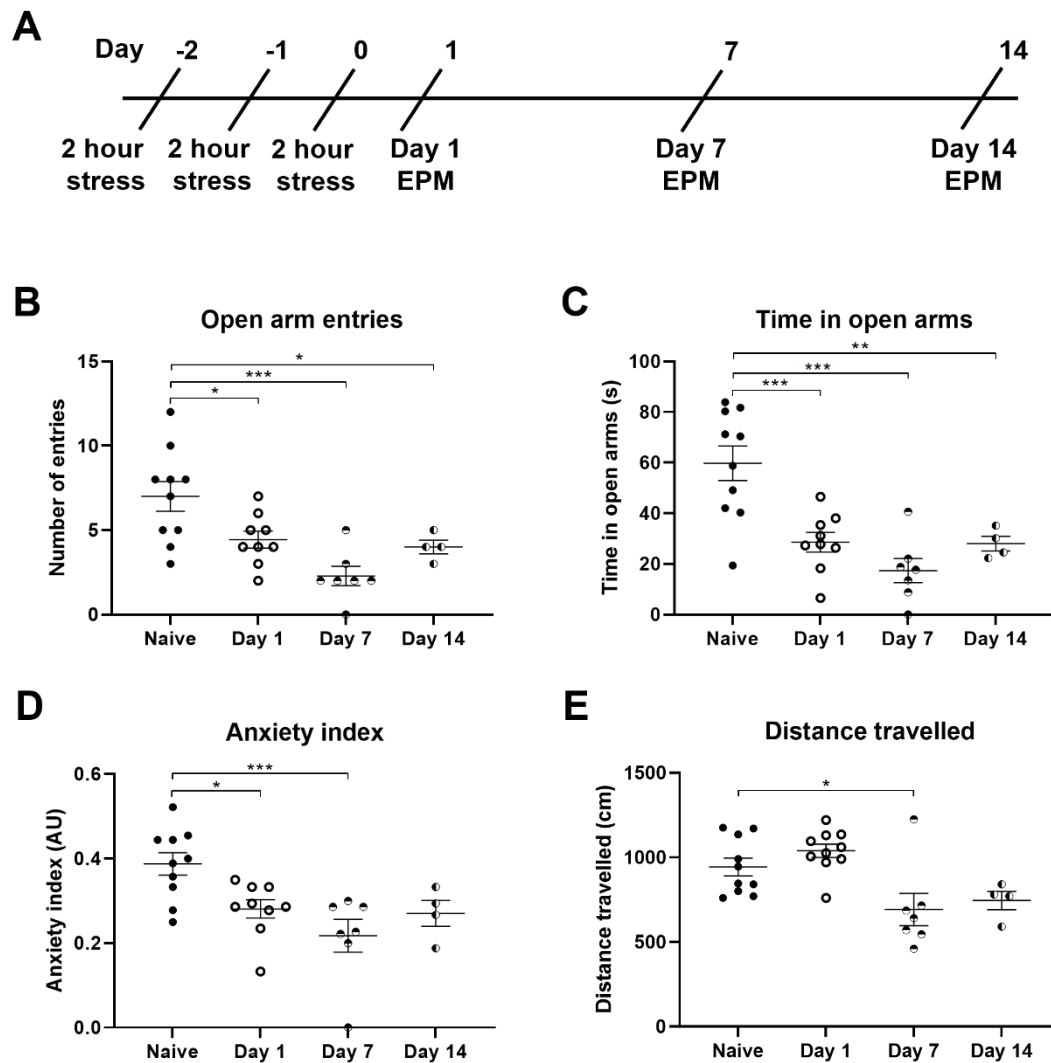 A
Day -2 -1 0 1 7 14
2 hour 2 hour 2 hour Day 1 Day 7 Day 14
stress stress stress EPM EPM EPM
B
Open arm entries
*
***
*
Number of entries
15
10
5
0
Naive Day 1 Day 7 Day 14
C
Time in open arms
**
***
***
Time in open arms (s)
100
80
60
40
20
0
Naive Day 1 Day 7 Day 14
D
Anxiety index
***
*
Anxiety index (AU)
0.6
0.4
0.2
0.0
Naive Day 1 Day 7 Day 14
E
Distance travelled
*
Distance travelled (cm)
1500
1000
500
0
Naive Day 1 Day 7 Day 14